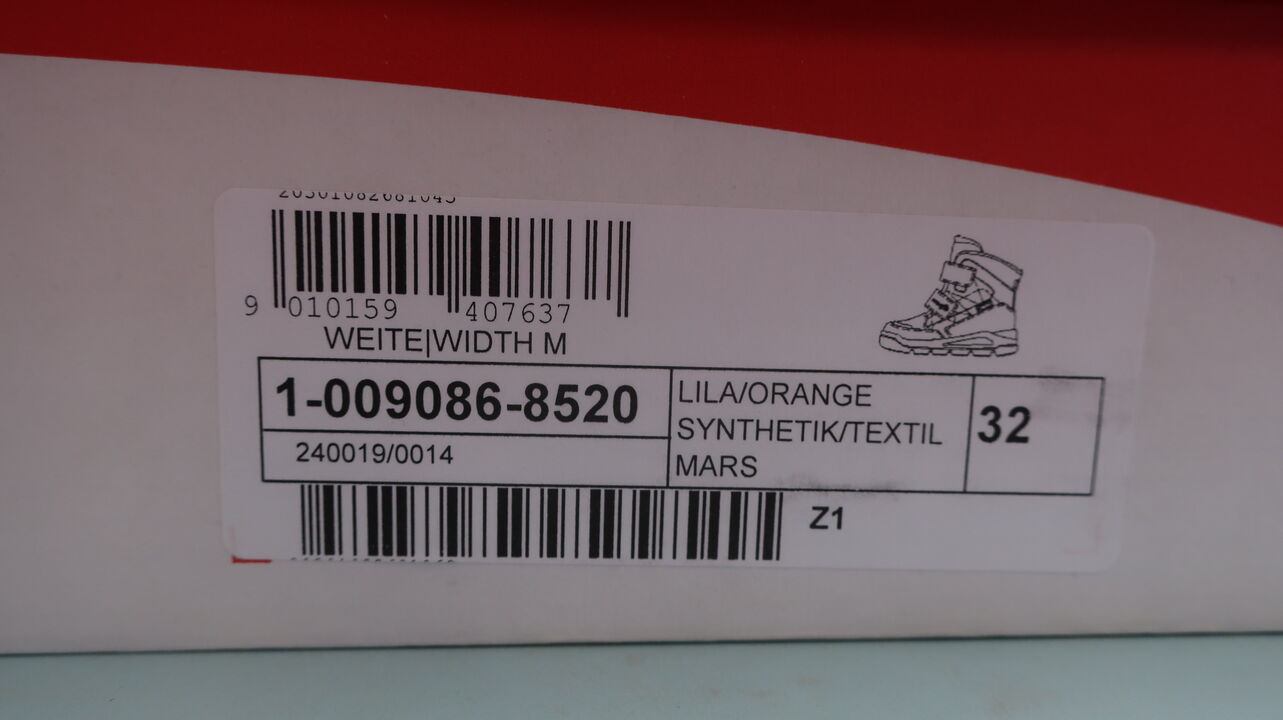 9 010159 407637
WEITE|WIDTH M
1-009086-8520
240019/0014
LILA/ORANGE
SYNTHETIK/TEXTIL
MARS
32
Z1